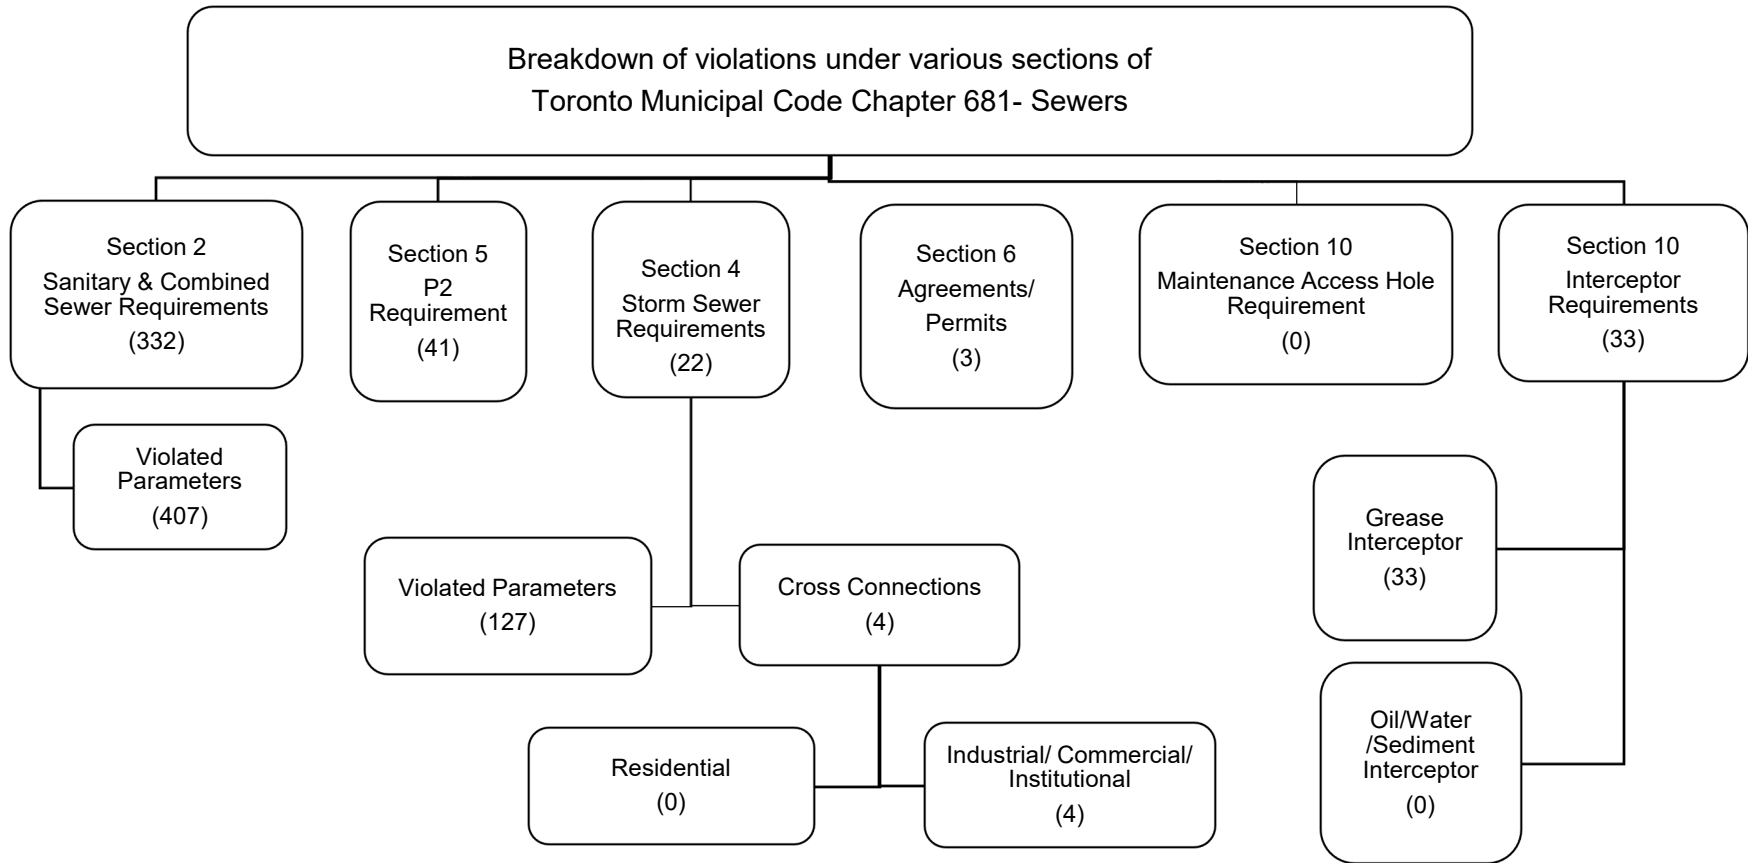 Breakdown of violations under various sections of
Toronto Municipal Code Chapter 681- Sewers
Section 2
Sanitary & Combined
Sewer Requirements
(332)
Section 5
P2
Requirement
(41)
Section 4
Storm Sewer
Requirements
(22)
Section 6
Agreements/
Permits
(3)
Section 10
Maintenance Access Hole
Requirement
(0)
Section 10
Interceptor
Requirements
(33)
Violated
Parameters
(407)
Violated Parameters
(127)
Cross Connections
(4)
Grease
Interceptor
(33)
Residential
(0)
Industrial/ Commercial/
Institutional
(4)
Oil/Water
/Sediment
Interceptor
(0)